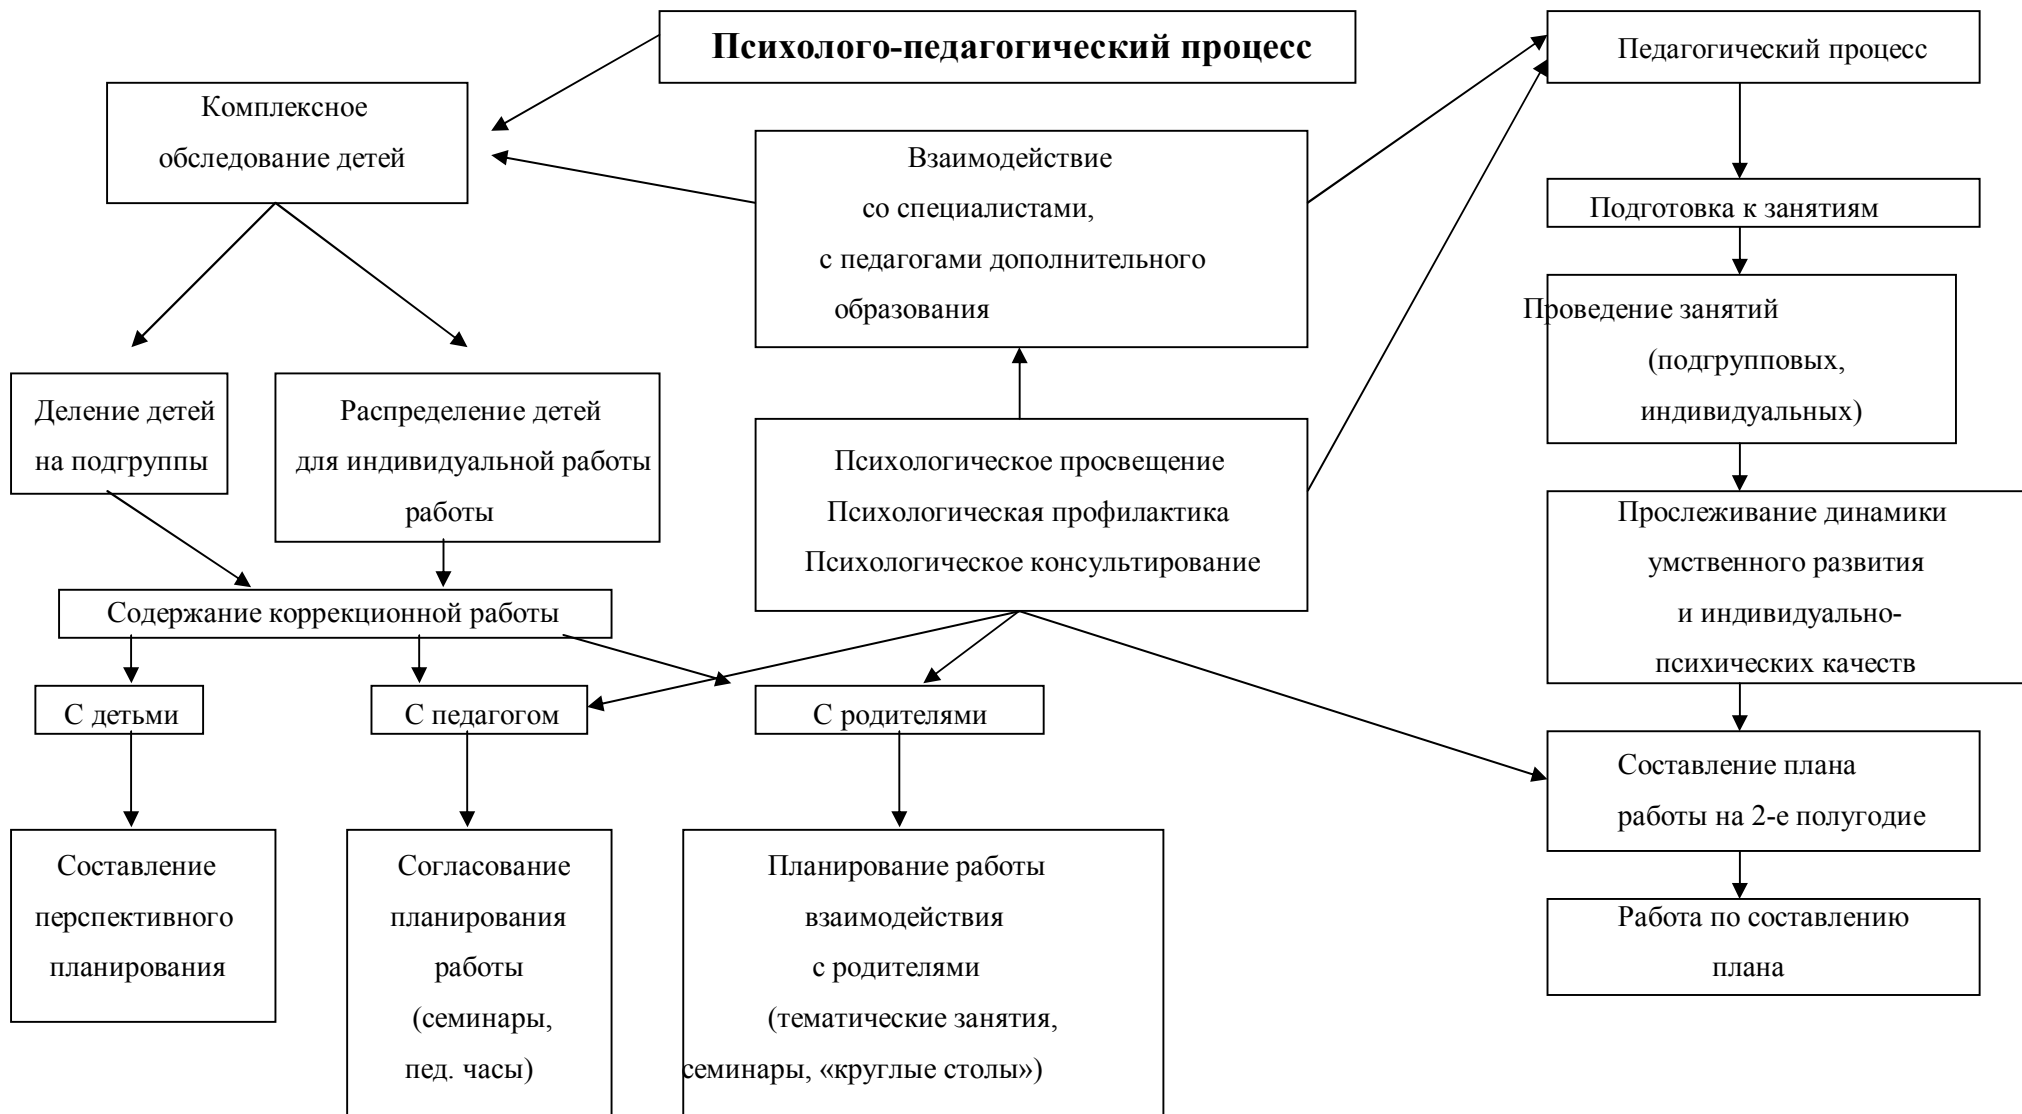 Психолого-педагогический процесс
Педагогический процесс
Комплексное
обследование детей
Взаимодействие
со специалистами,
с педагогами дополнительного
образования
Подготовка к занятиям
Проведение занятий
(подгрупповых,
индивидуальных)
Деление детей
на подгруппы
Распределение детей
для индивидуальной работы
работы
Психологическое просвещение
Психологическая профилактика
Психологическое консультирование
Прослеживание динамики
умственного развития
и индивидуально-
психических качеств
Содержание коррекционной работы
С детьми
С педагогом
С родителями
Составление плана
работы на 2-е полугодие
Составление
перспективного
планирования
Согласование
планирования
работы
(семинары,
пед. часы)
Планирование работы
взаимодействия
с родителями
(тематические занятия,
семинары, «круглые столы»)
Работа по составлению
плана